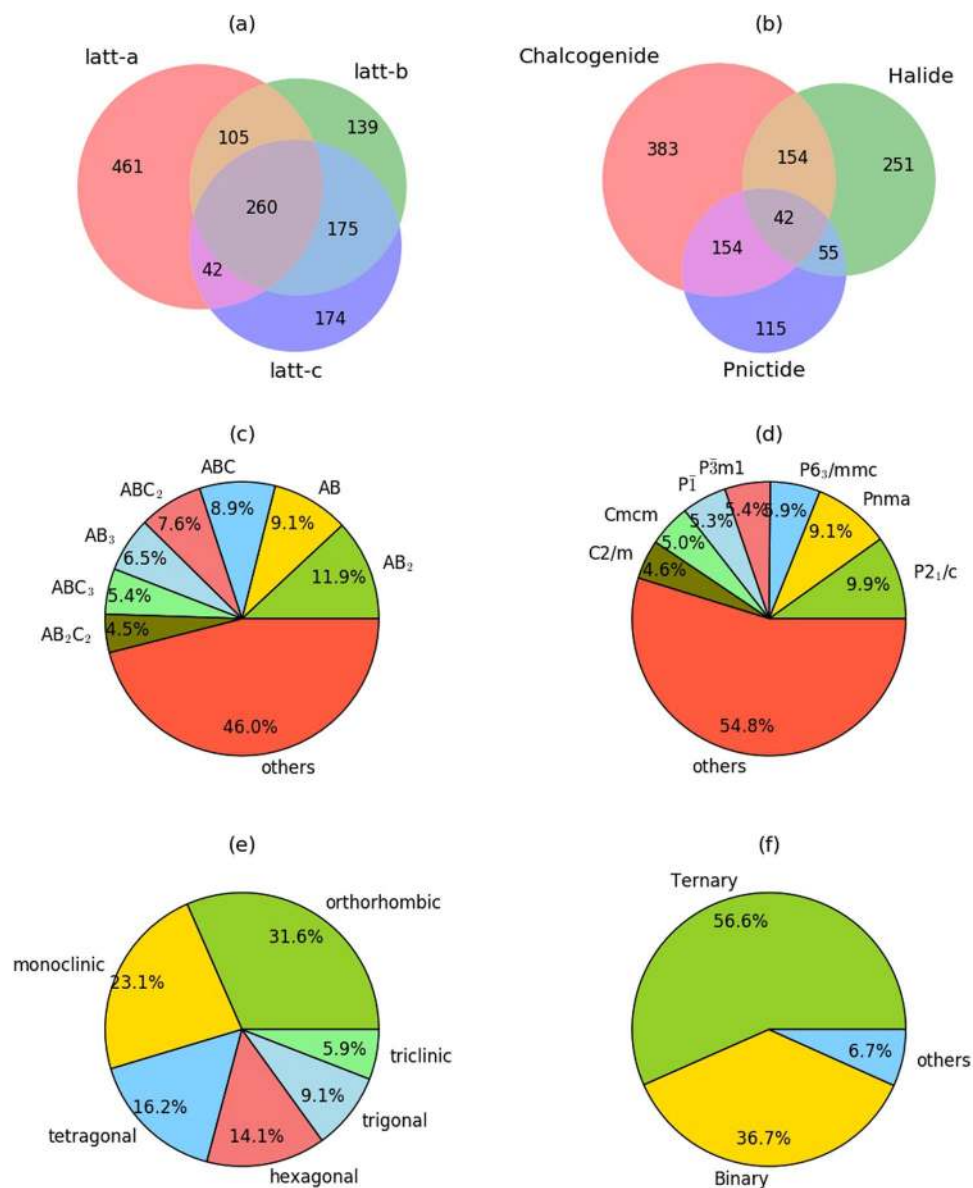 (a)
latt-a
latt-b
105
139
461
260
175
42
174
latt-c
(b)
Chalcogenide
Halide
383
154
251
42
154
55
115
Pnictide
(c)
ABC
AB
ABC₂
8.9%
9.1%
7.6%
AB₃
6.5%
AB₂
11.9%
ABC₃
5.4%
AB₂C₂
4.5%
46.0%
others
(d)
P3̄m1
P6₃/mmc
P1̄
Pnma
5.4%
5.9%
Cmcm
5.3%
9.1%
5.0%
C2/m
P2₁/c
4.6%
9.9%
54.8%
others
(e)
orthorhombic
31.6%
monoclinic
23.1%
5.9%
triclinic
9.1%
16.2%
trigonal
tetragonal
14.1%
hexagonal
(f)
Ternary
56.6%
6.7%
others
36.7%
Binary